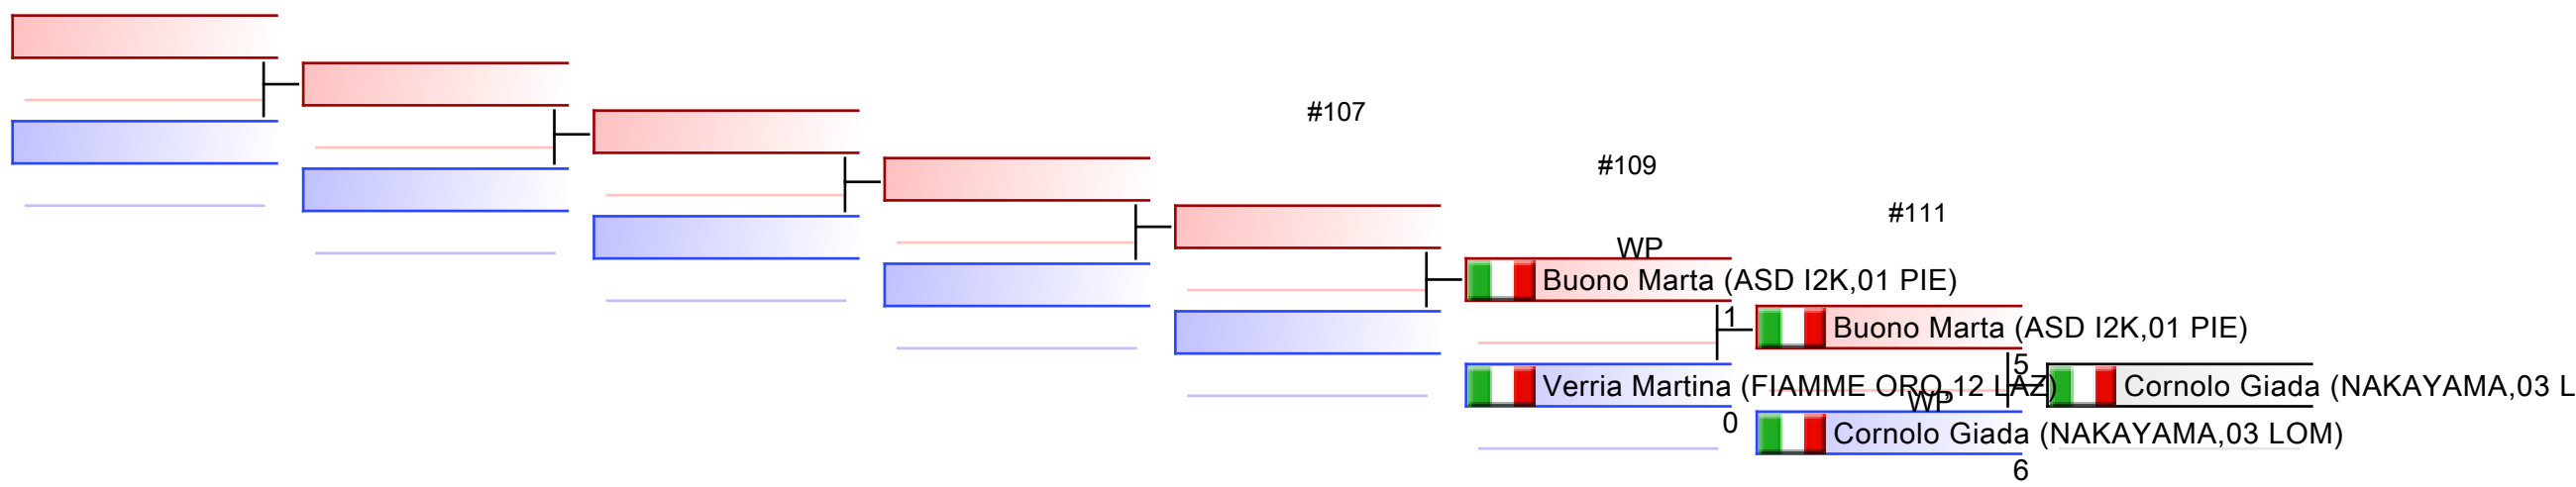 #107
#109
#111
WP
Buono Marta (ASD I2K,01 PIE)
1
Buono Marta (ASD I2K,01 PIE)
5
Verria Martina (FIAMME ORO,12 LAZ)
Cornolo Giada (NAKAYAMA,03 L
WP
0
Cornolo Giada (NAKAYAMA,03 LOM)
6